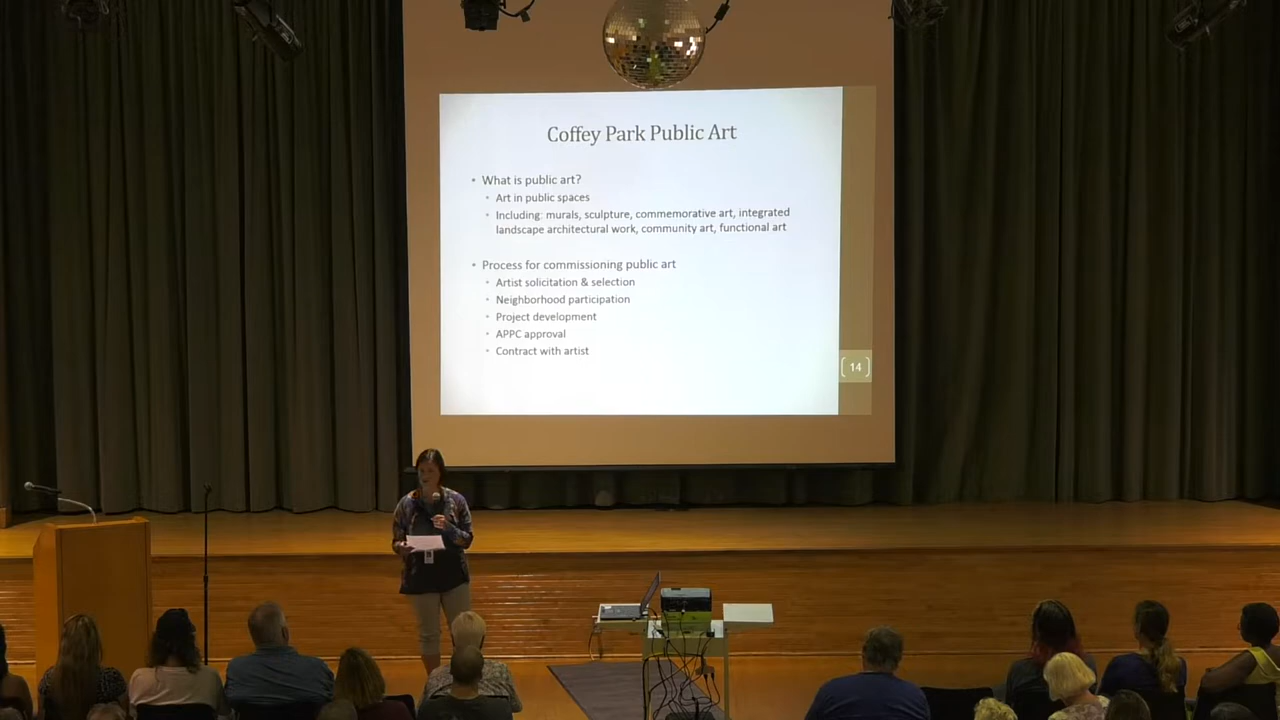 Coffey Park Public Art
• What is public art?
• Art in public spaces
• Including: murals, sculpture, commemorative art, integrated
landscape architectural work, community art, functional art
• Process for commissioning public art
• Artist solicitation & selection
• Neighborhood participation
• Project development
• APPC approval
• Contract with artist
[14]